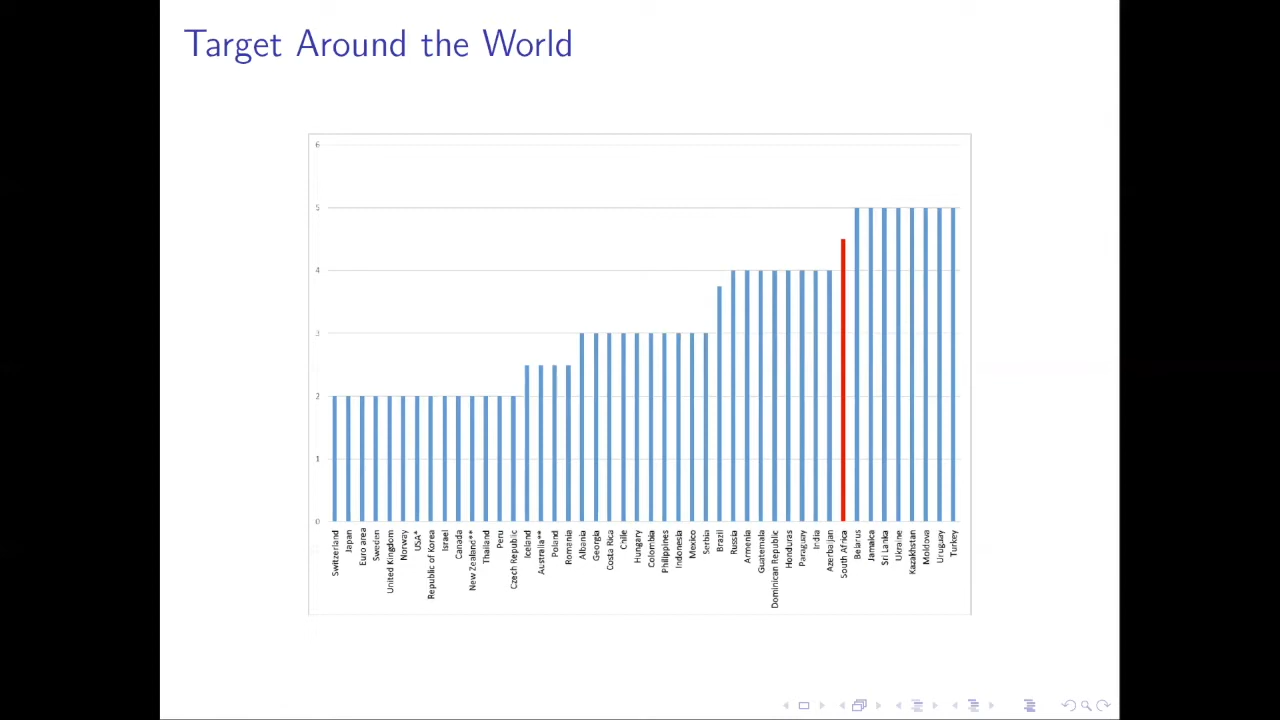 Target Around the World
6
5
4
3
2
1
0
Switzerland
Japan
Euro area
Sweden
United Kingdom
Norway
USA*
Republic of Korea
Israel
Canada
New Zealand**
Thailand
Peru
Czech Republic
Iceland
Australia**
Poland
Romania
Albania
Georgia
Costa Rica
Chile
Hungary
Colombia
Philippines
Indonesia
Mexico
Serbia
Brazil
Russia
Armenia
Guatemala
Dominican Republic
Honduras
Paraguay
India
Azerbaijan
South Africa
Belarus
Jamaica
Sri Lanka
Ukraine
Kazakhstan
Moldova
Uruguay
Turkey